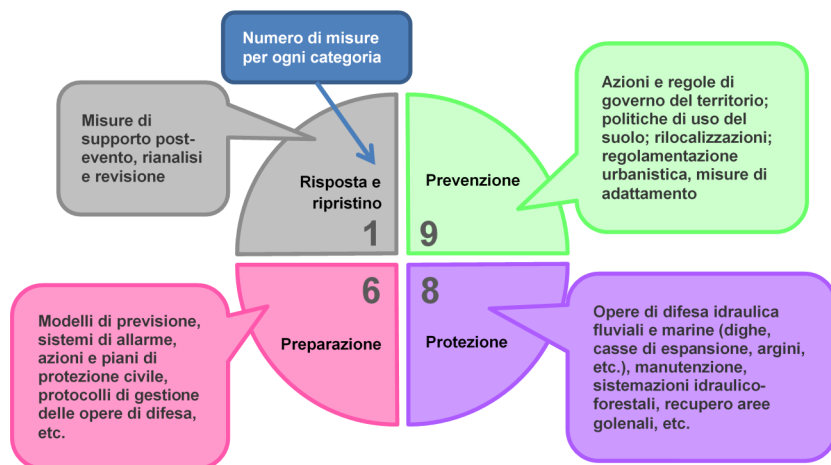 Numero di misure
per ogni categoria
Misure di
supporto post-
evento, rianalisi
e revisione
Risposta e
ripristino
1
Prevenzione
9
Azioni e regole di
governo del territorio;
politiche di uso del
suolo; rilocalizzazioni;
regolamentazione
urbanistica, misure di
adattamento
Modelli di previsione,
sistemi di allarme,
azioni e piani di
protezione civile,
protocolli di gestione
delle opere di difesa,
etc.
6
Preparazione
8
Protezione
Opere di difesa idraulica
fluviali e marine (dighe,
casse di espansione, argini,
etc.), manutenzione,
sistemazioni idraulico-
forestali, recupero aree
golenali, etc.